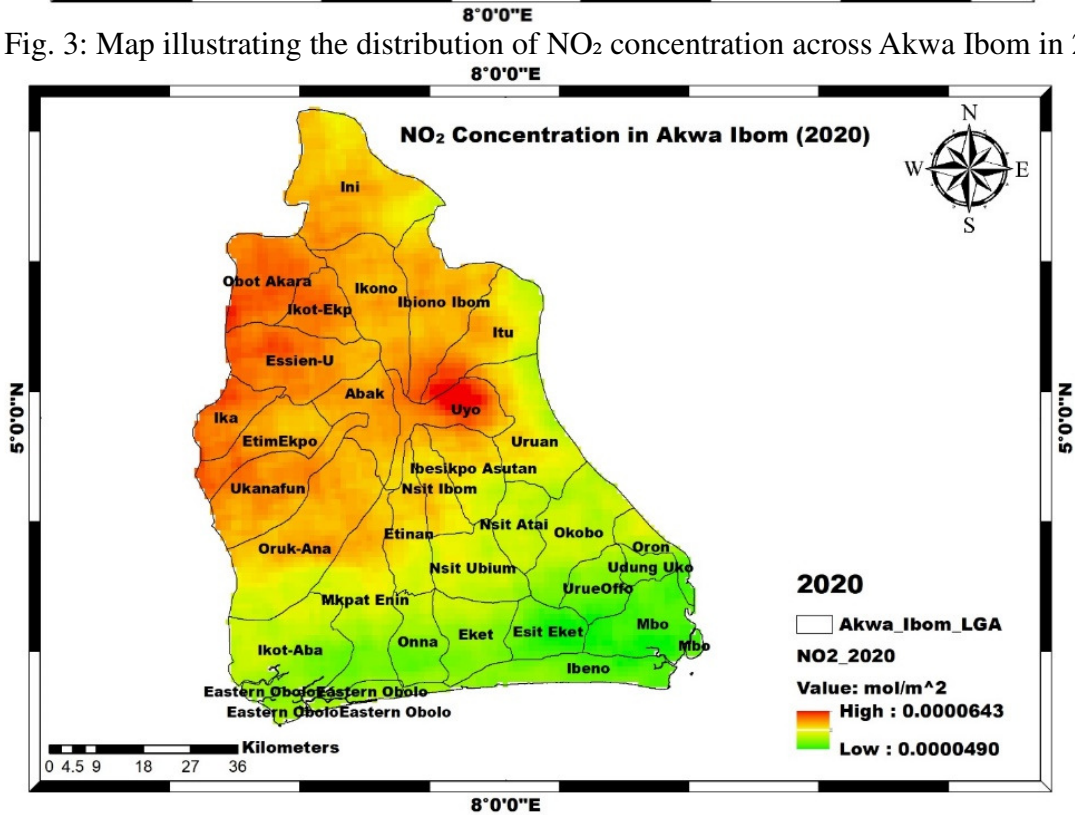 8°0'0"E
Fig. 3: Map illustrating the distribution of NO₂ concentration across Akwa Ibom in
8°0'0"E
NO₂ Concentration in Akwa Ibom (2020)
N
W E
S
Ini
Obot Akara
Ikono
Ikot-Ekp
Ibiono Ibom
Itu
Essien-U
Abak
Uyo
Ika
EtimEkpo
Uruan
Ibesikpo Asutan
Ukanafun
Nsit Ibom
Nsit Atai
Etinan
Okobo
Oruk-Ana
Oron
Nsit Ubium
Udung Uko
UrueOffo
Mkpat Enin
Mbo
Esit Eket
Eket
Onna
Ikot-Aba
Mbo
Ibeno
Eastern Obolo Eastern Obolo
Eastern Obolo Eastern Obolo
5°0'0"N
5°0'0"N
2020
Akwa_Ibom_LGA
NO2_2020
Value: mol/m^2
High : 0.0000643
Low : 0.0000490
Kilometers
0 4.5 9 18 27 36
8°0'0"E